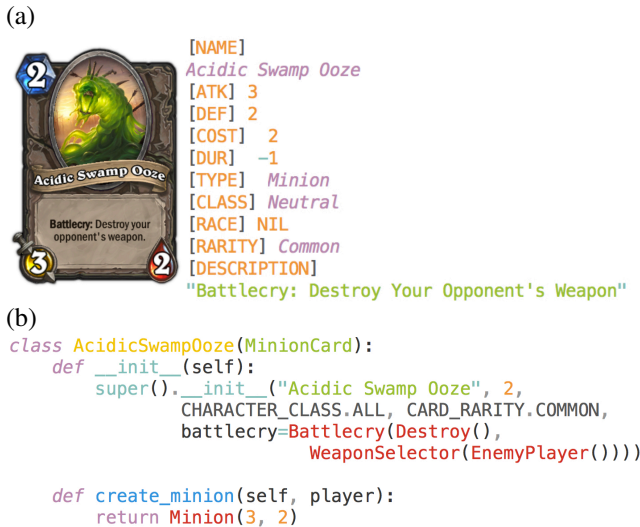 (a)
2
Acidic Swamp Ooze
Battlecry: Destroy your
opponent's weapon.
3
2
[NAME]
Acidic Swamp Ooze
[ATK] 3
[DEF] 2
[COST] 2
[DUR] -1
[TYPE] Minion
[CLASS] Neutral
[RACE] NIL
[RARITY] Common
[DESCRIPTION]
"Battlecry: Destroy Your Opponent's Weapon"
(b)
class AcidicSwampOoze(MinionCard):
    def __init__(self):
        super().__init__("Acidic Swamp Ooze", 2,
                CHARACTER_CLASS.ALL, CARD_RARITY.COMMON,
                battlecry=Battlecry(Destroy(),
                            WeaponSelector(EnemyPlayer())))
    def create_minion(self, player):
        return Minion(3, 2)